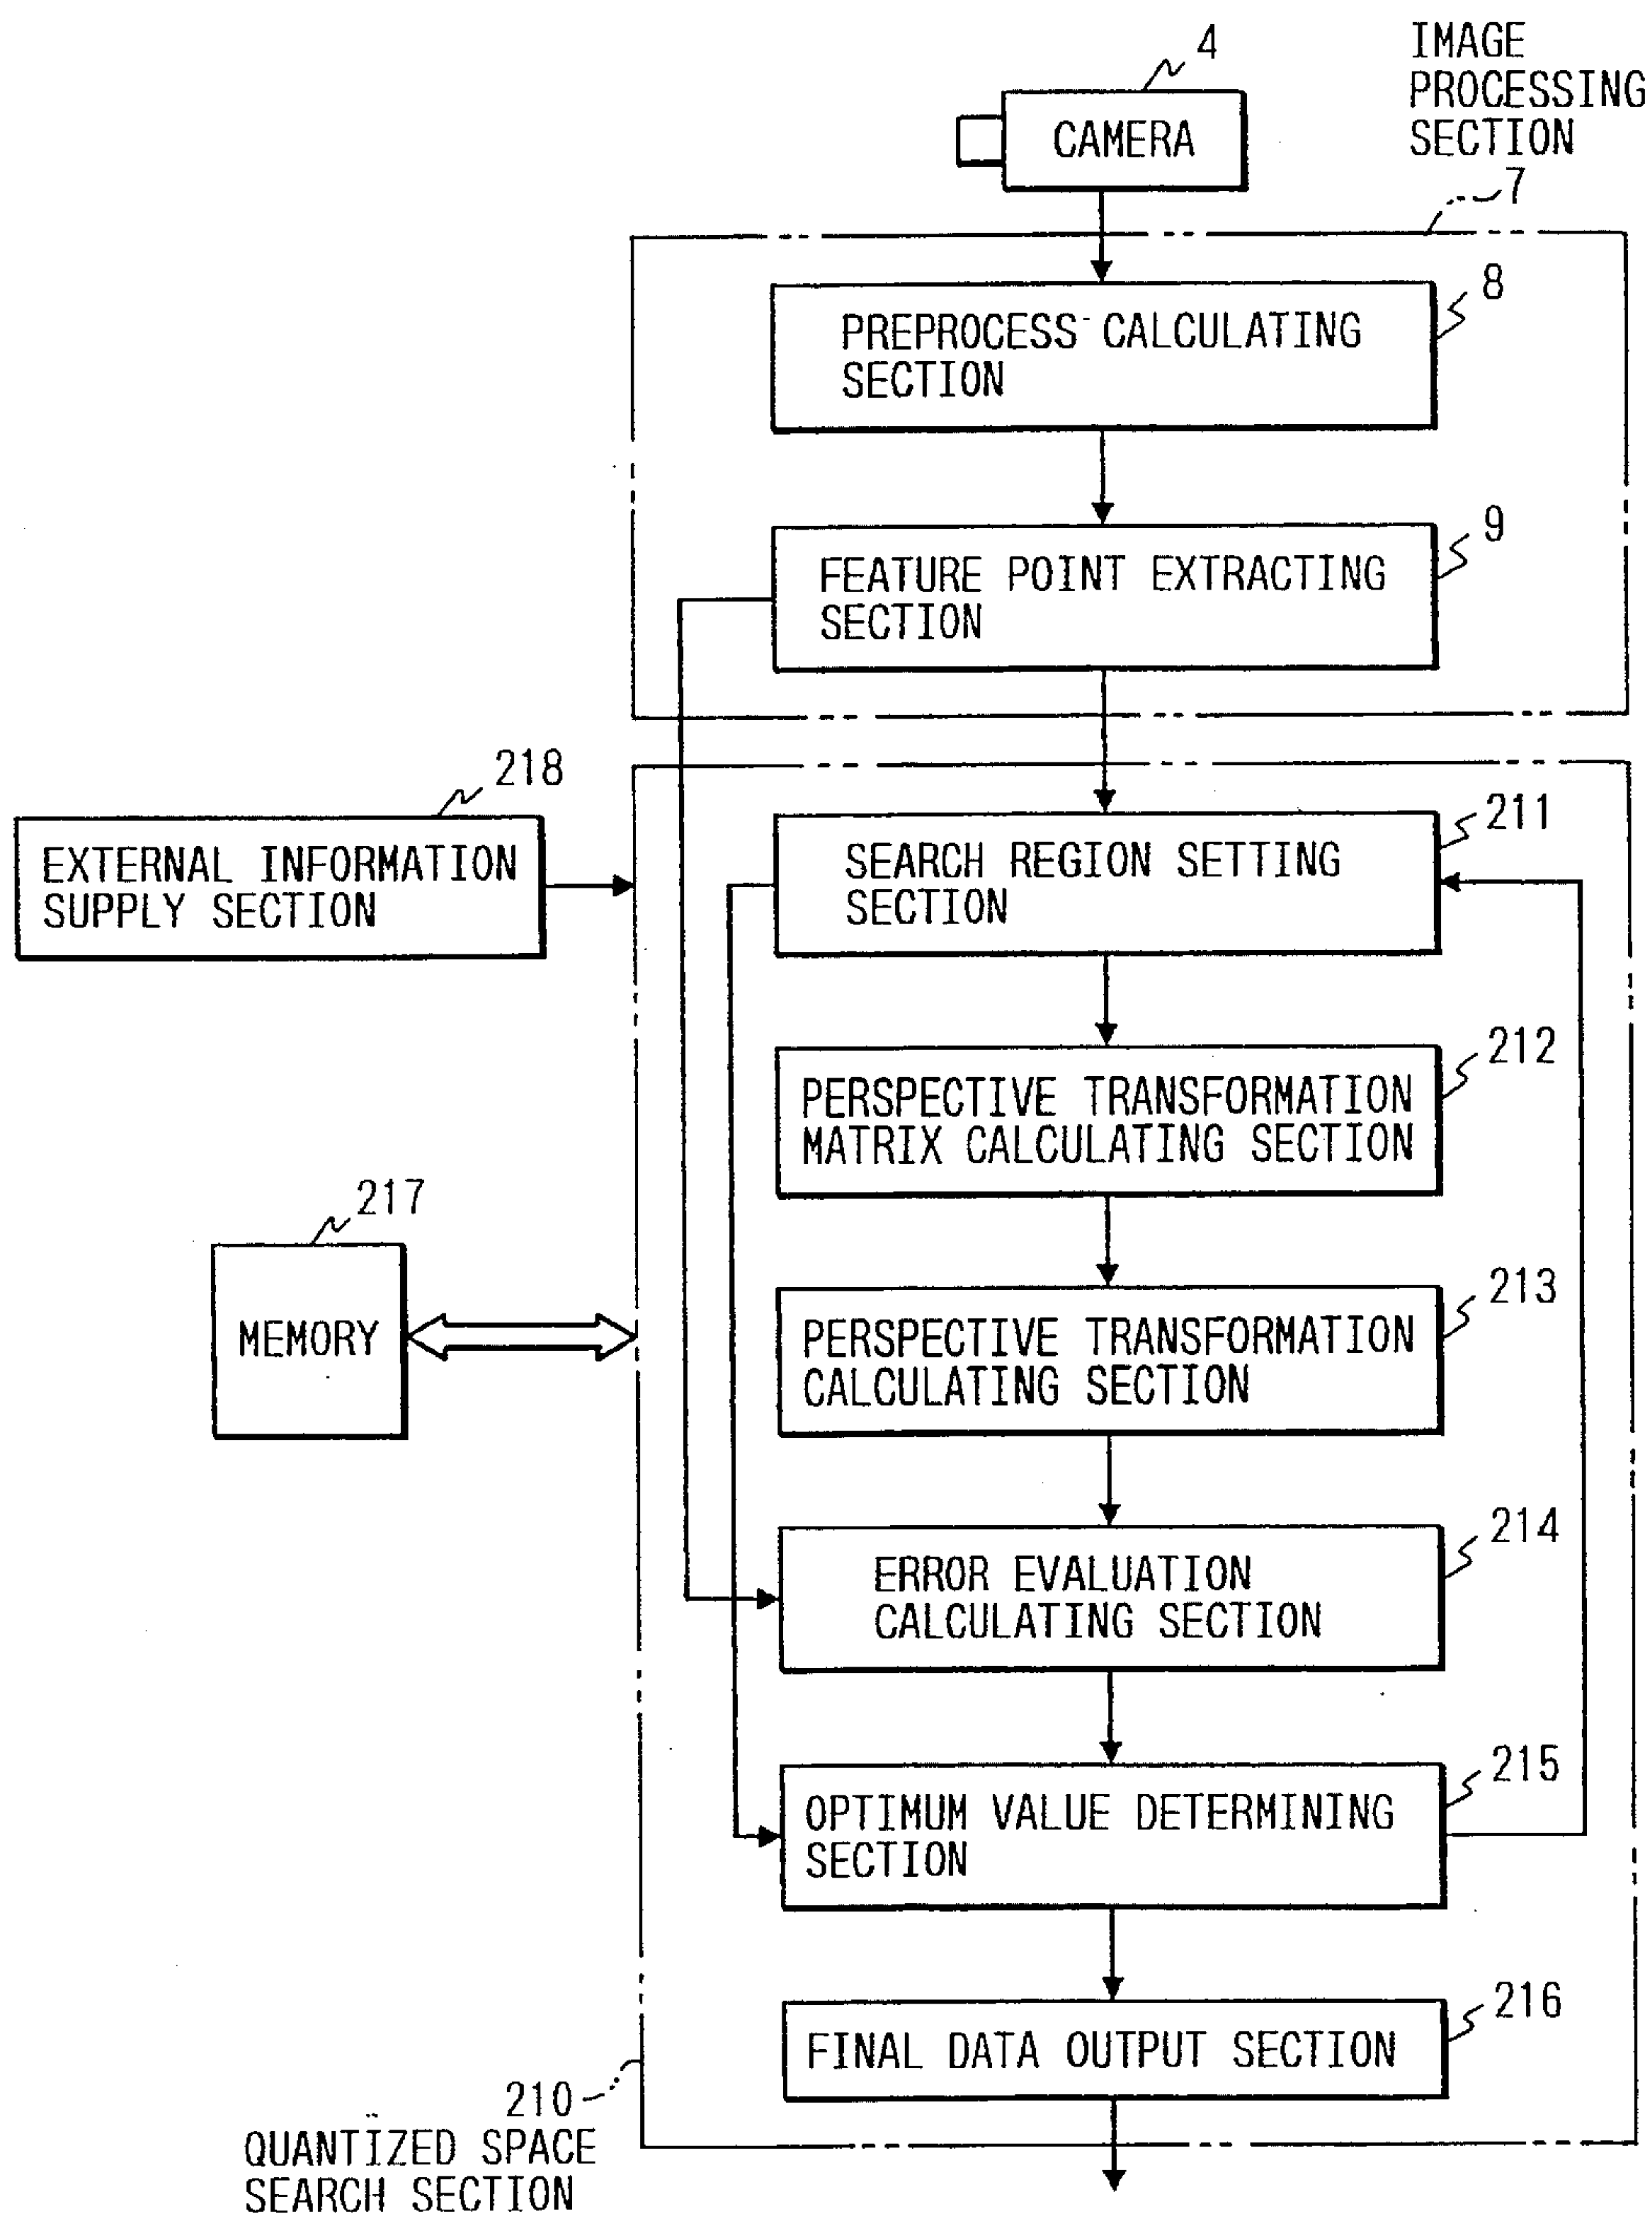 4
IMAGE
PROCESSING
SECTION
7
CAMERA
8
PREPROCESS CALCULATING
SECTION
9
FEATURE POINT EXTRACTING
SECTION
218
EXTERNAL INFORMATION
SUPPLY SECTION
211
SEARCH REGION SETTING
SECTION
212
PERSPECTIVE TRANSFORMATION
MATRIX CALCULATING SECTION
217
MEMORY
213
PERSPECTIVE TRANSFORMATION
CALCULATING SECTION
214
ERROR EVALUATION
CALCULATING SECTION
215
OPTIMUM VALUE DETERMINING
SECTION
216
FINAL DATA OUTPUT SECTION
210
QUANTIZED SPACE
SEARCH SECTION